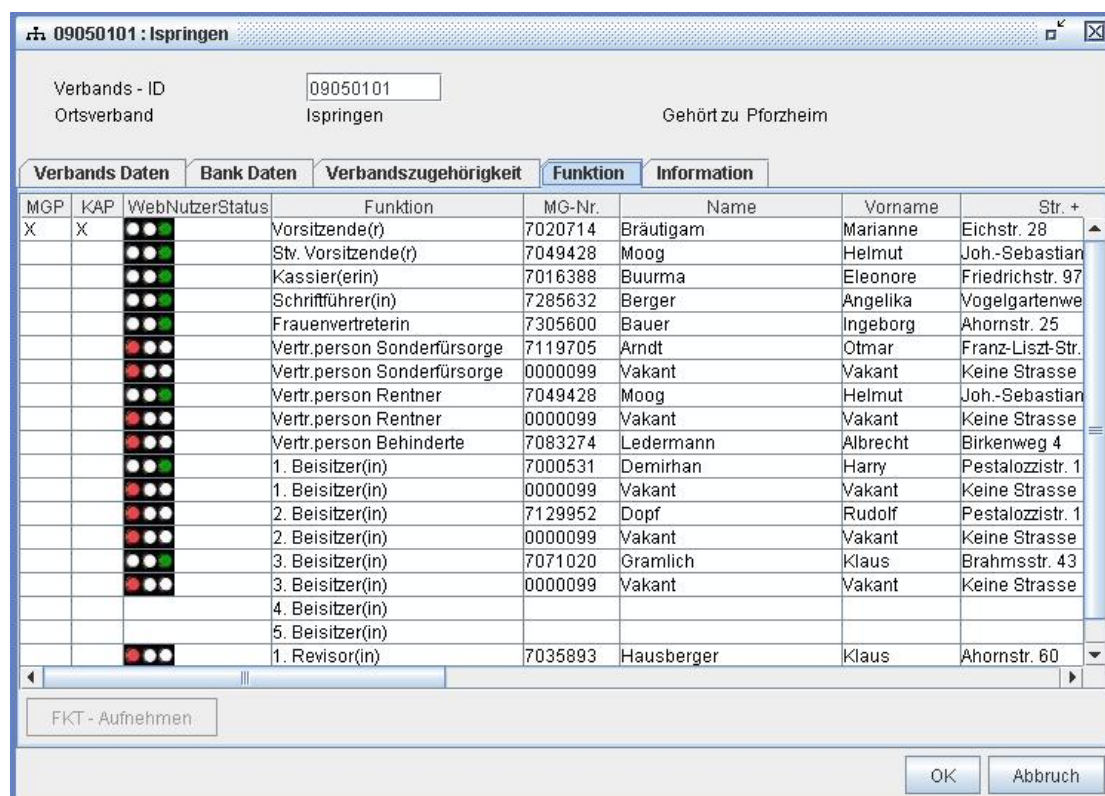 09050101 : Ispringen
Verbands - ID 09050101
Ortsverband Ispringen Gehört zu Pforzheim
Verbands Daten Bank Daten Verbandszugehörigkeit Funktion Information
MGP KAP WebNutzerStatus Funktion MG-Nr. Name Vorname Str. +
X X Vorsitzende(r) 7020714 Bräutigam Marianne Eichstr. 28
Stv. Vorsitzende(r) 7049428 Moog Helmut Joh.-Sebastian
Kassier(erin) 7016388 Buurma Eleonore Friedrichstr. 97
Schriftführer(in) 7285632 Berger Angelika Vogelgartenwe
Frauenvertreterin 7305600 Bauer Ingeborg Ahornstr. 25
Vertr.person Sonderfürsorge 7119705 Arndt Otmar Franz-Liszt-Str.
Vertr.person Sonderfürsorge 0000099 Vakant Vakant Keine Strasse
Vertr.person Rentner 7049428 Moog Helmut Joh.-Sebastian
Vertr.person Rentner 0000099 Vakant Vakant Keine Strasse
Vertr.person Behinderte 7083274 Ledermann Albrecht Birkenweg 4
1. Beisitzer(in) 7000531 Demirhan Harry Pestalozzistr. 1
1. Beisitzer(in) 0000099 Vakant Vakant Keine Strasse
2. Beisitzer(in) 7129952 Dopf Rudolf Pestalozzistr. 1
2. Beisitzer(in) 0000099 Vakant Vakant Keine Strasse
3. Beisitzer(in) 7071020 Gramlich Klaus Brahmsstr. 43
3. Beisitzer(in) 0000099 Vakant Vakant Keine Strasse
4. Beisitzer(in)
5. Beisitzer(in)
1. Revisor(in) 7035893 Hausberger Klaus Ahornstr. 60
FKT - Aufnehmen
OK Abbruch